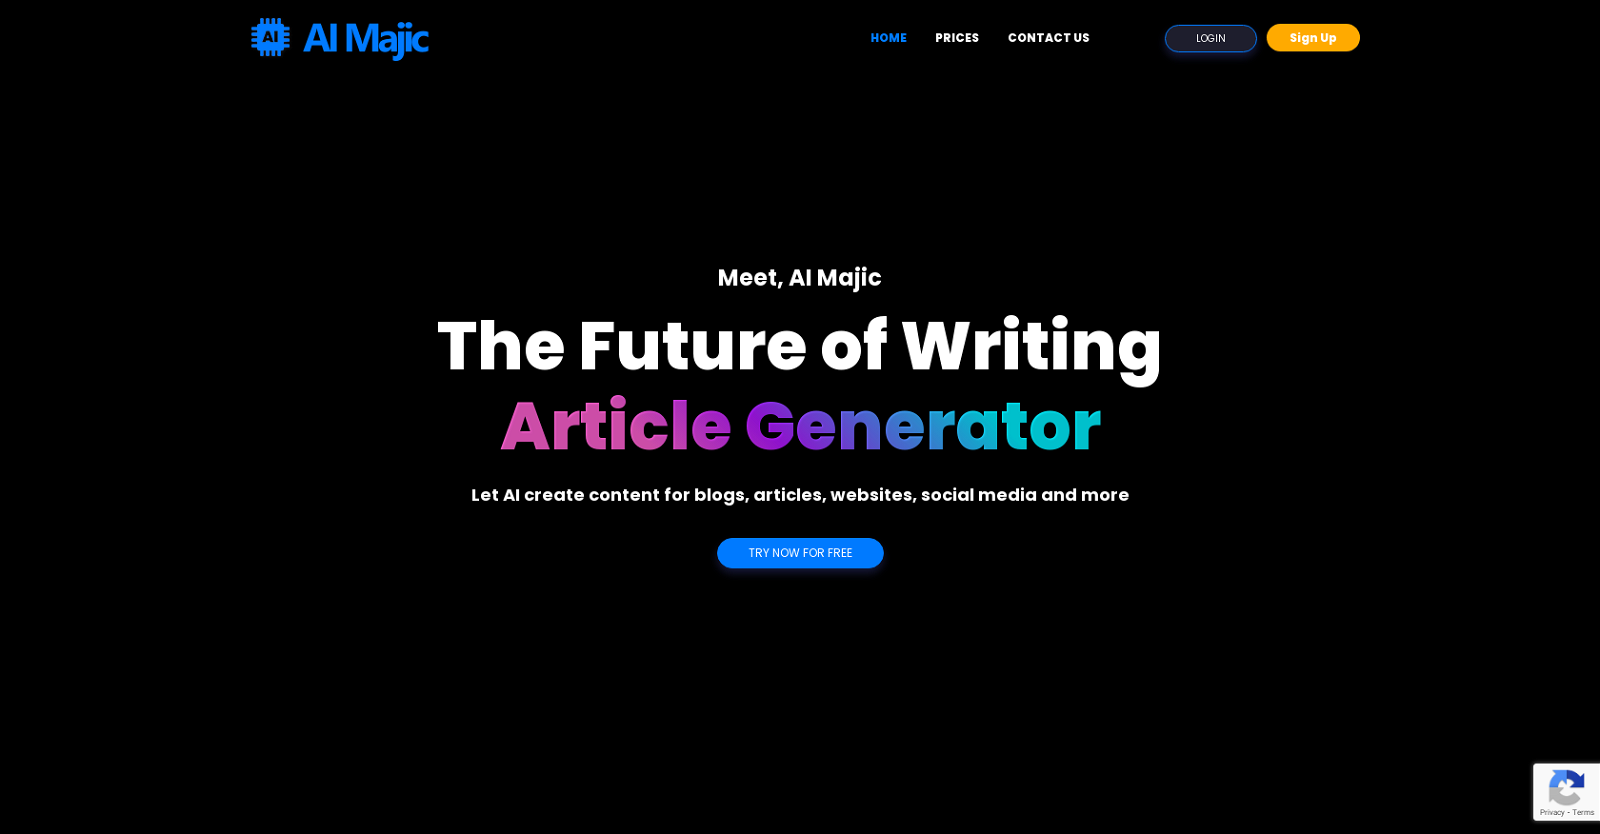 AI
AI Majic
HOME
PRICES
CONTACT US
LOGIN
Sign Up
Meet, AI Majic
The Future of Writing
Article Generator
Let AI create content for blogs, articles, websites, social media and more
TRY NOW FOR FREE
Privacy - Terms